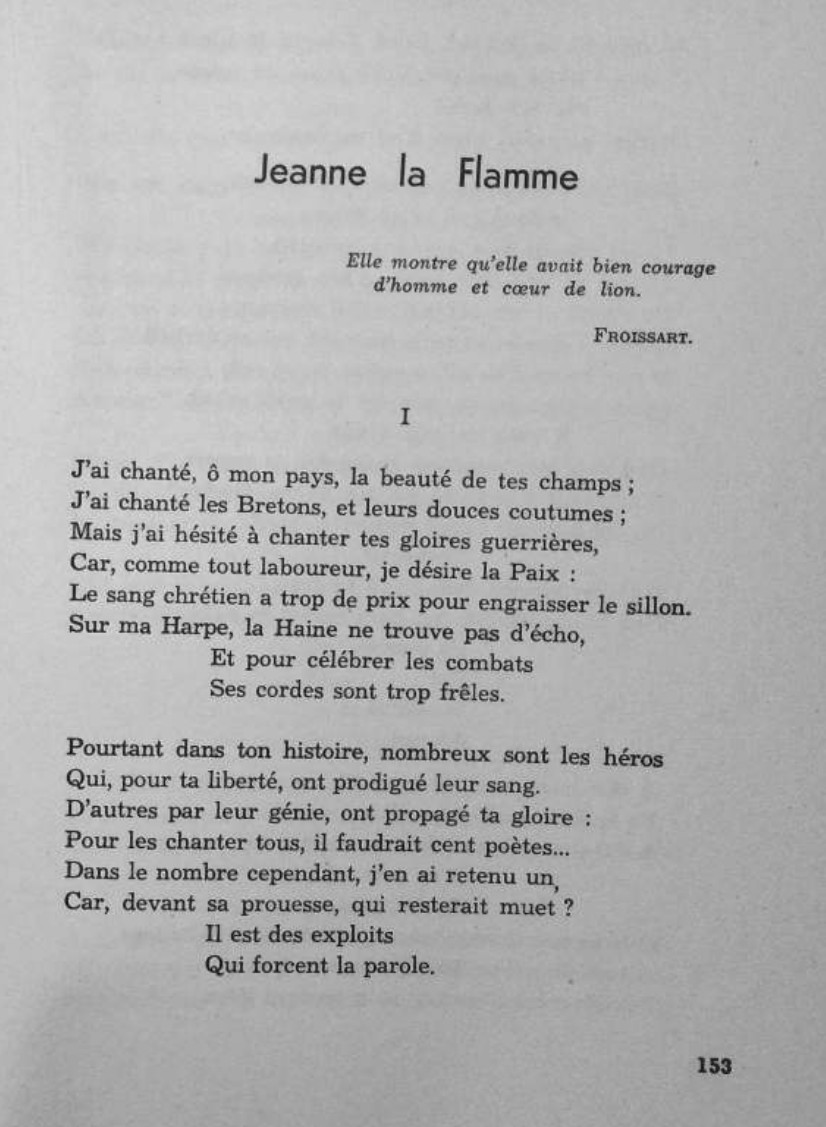 Jeanne la Flamme
Elle montre qu'elle avait bien courage
d'homme et cœur de lion.
FROISSART.
I
J'ai chanté, ô mon pays, la beauté de tes champs ;
J'ai chanté les Bretons, et leurs douces coutumes ;
Mais j'ai hésité à chanter tes gloires guerrières,
Car, comme tout laboureur, je désire la Paix :
Le sang chrétien a trop de prix pour engraisser le sillon.
Sur ma Harpe, la Haine ne trouve pas d'écho,
Et pour célébrer les combats
Ses cordes sont trop frêles.
Pourtant dans ton histoire, nombreux sont les héros
Qui, pour ta liberté, ont prodigué leur sang.
D'autres par leur génie, ont propagé ta gloire :
Pour les chanter tous, il faudrait cent poètes...
Dans le nombre cependant, j'en ai retenu un,
Car, devant sa prouesse, qui resterait muet ?
Il est des exploits
Qui forcent la parole.
153